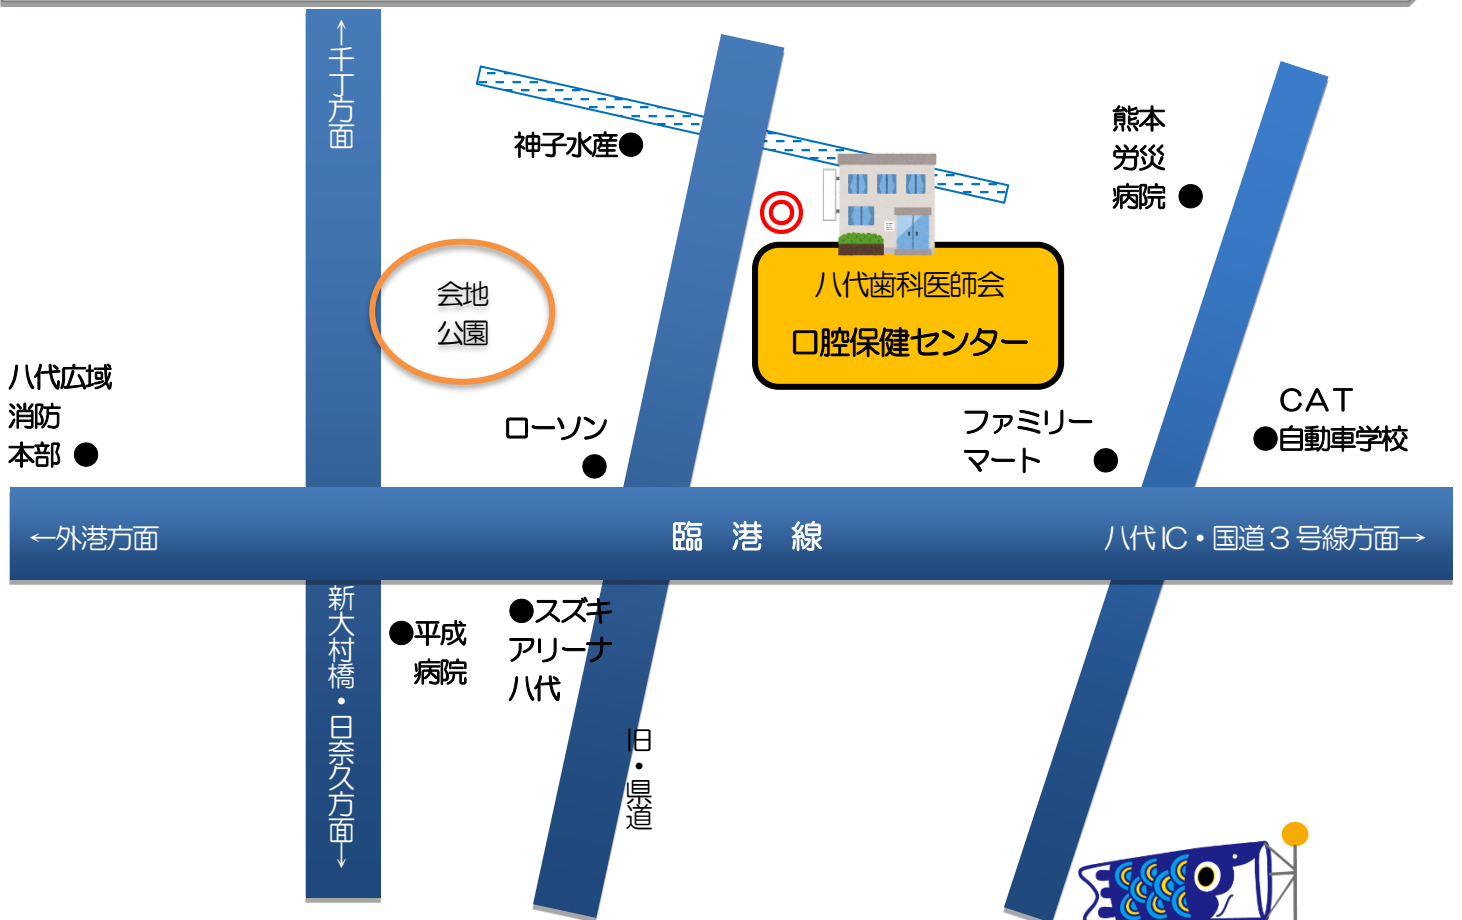 ←千丁方面
神子水産●
熊本
労災
病院 ●
会地
公園
八代歯科医師会
口腔保健センター
八代広域
消防
本部 ●
ローソン
●
ファミリー
マート ●
CAT
●自動車学校
←外港方面
臨 港 線
八代 IC・国道３号線方面→
新大村橋・日奈久方面→
●平成
病院
●スズキ
アリーナ
八代
旧・県道